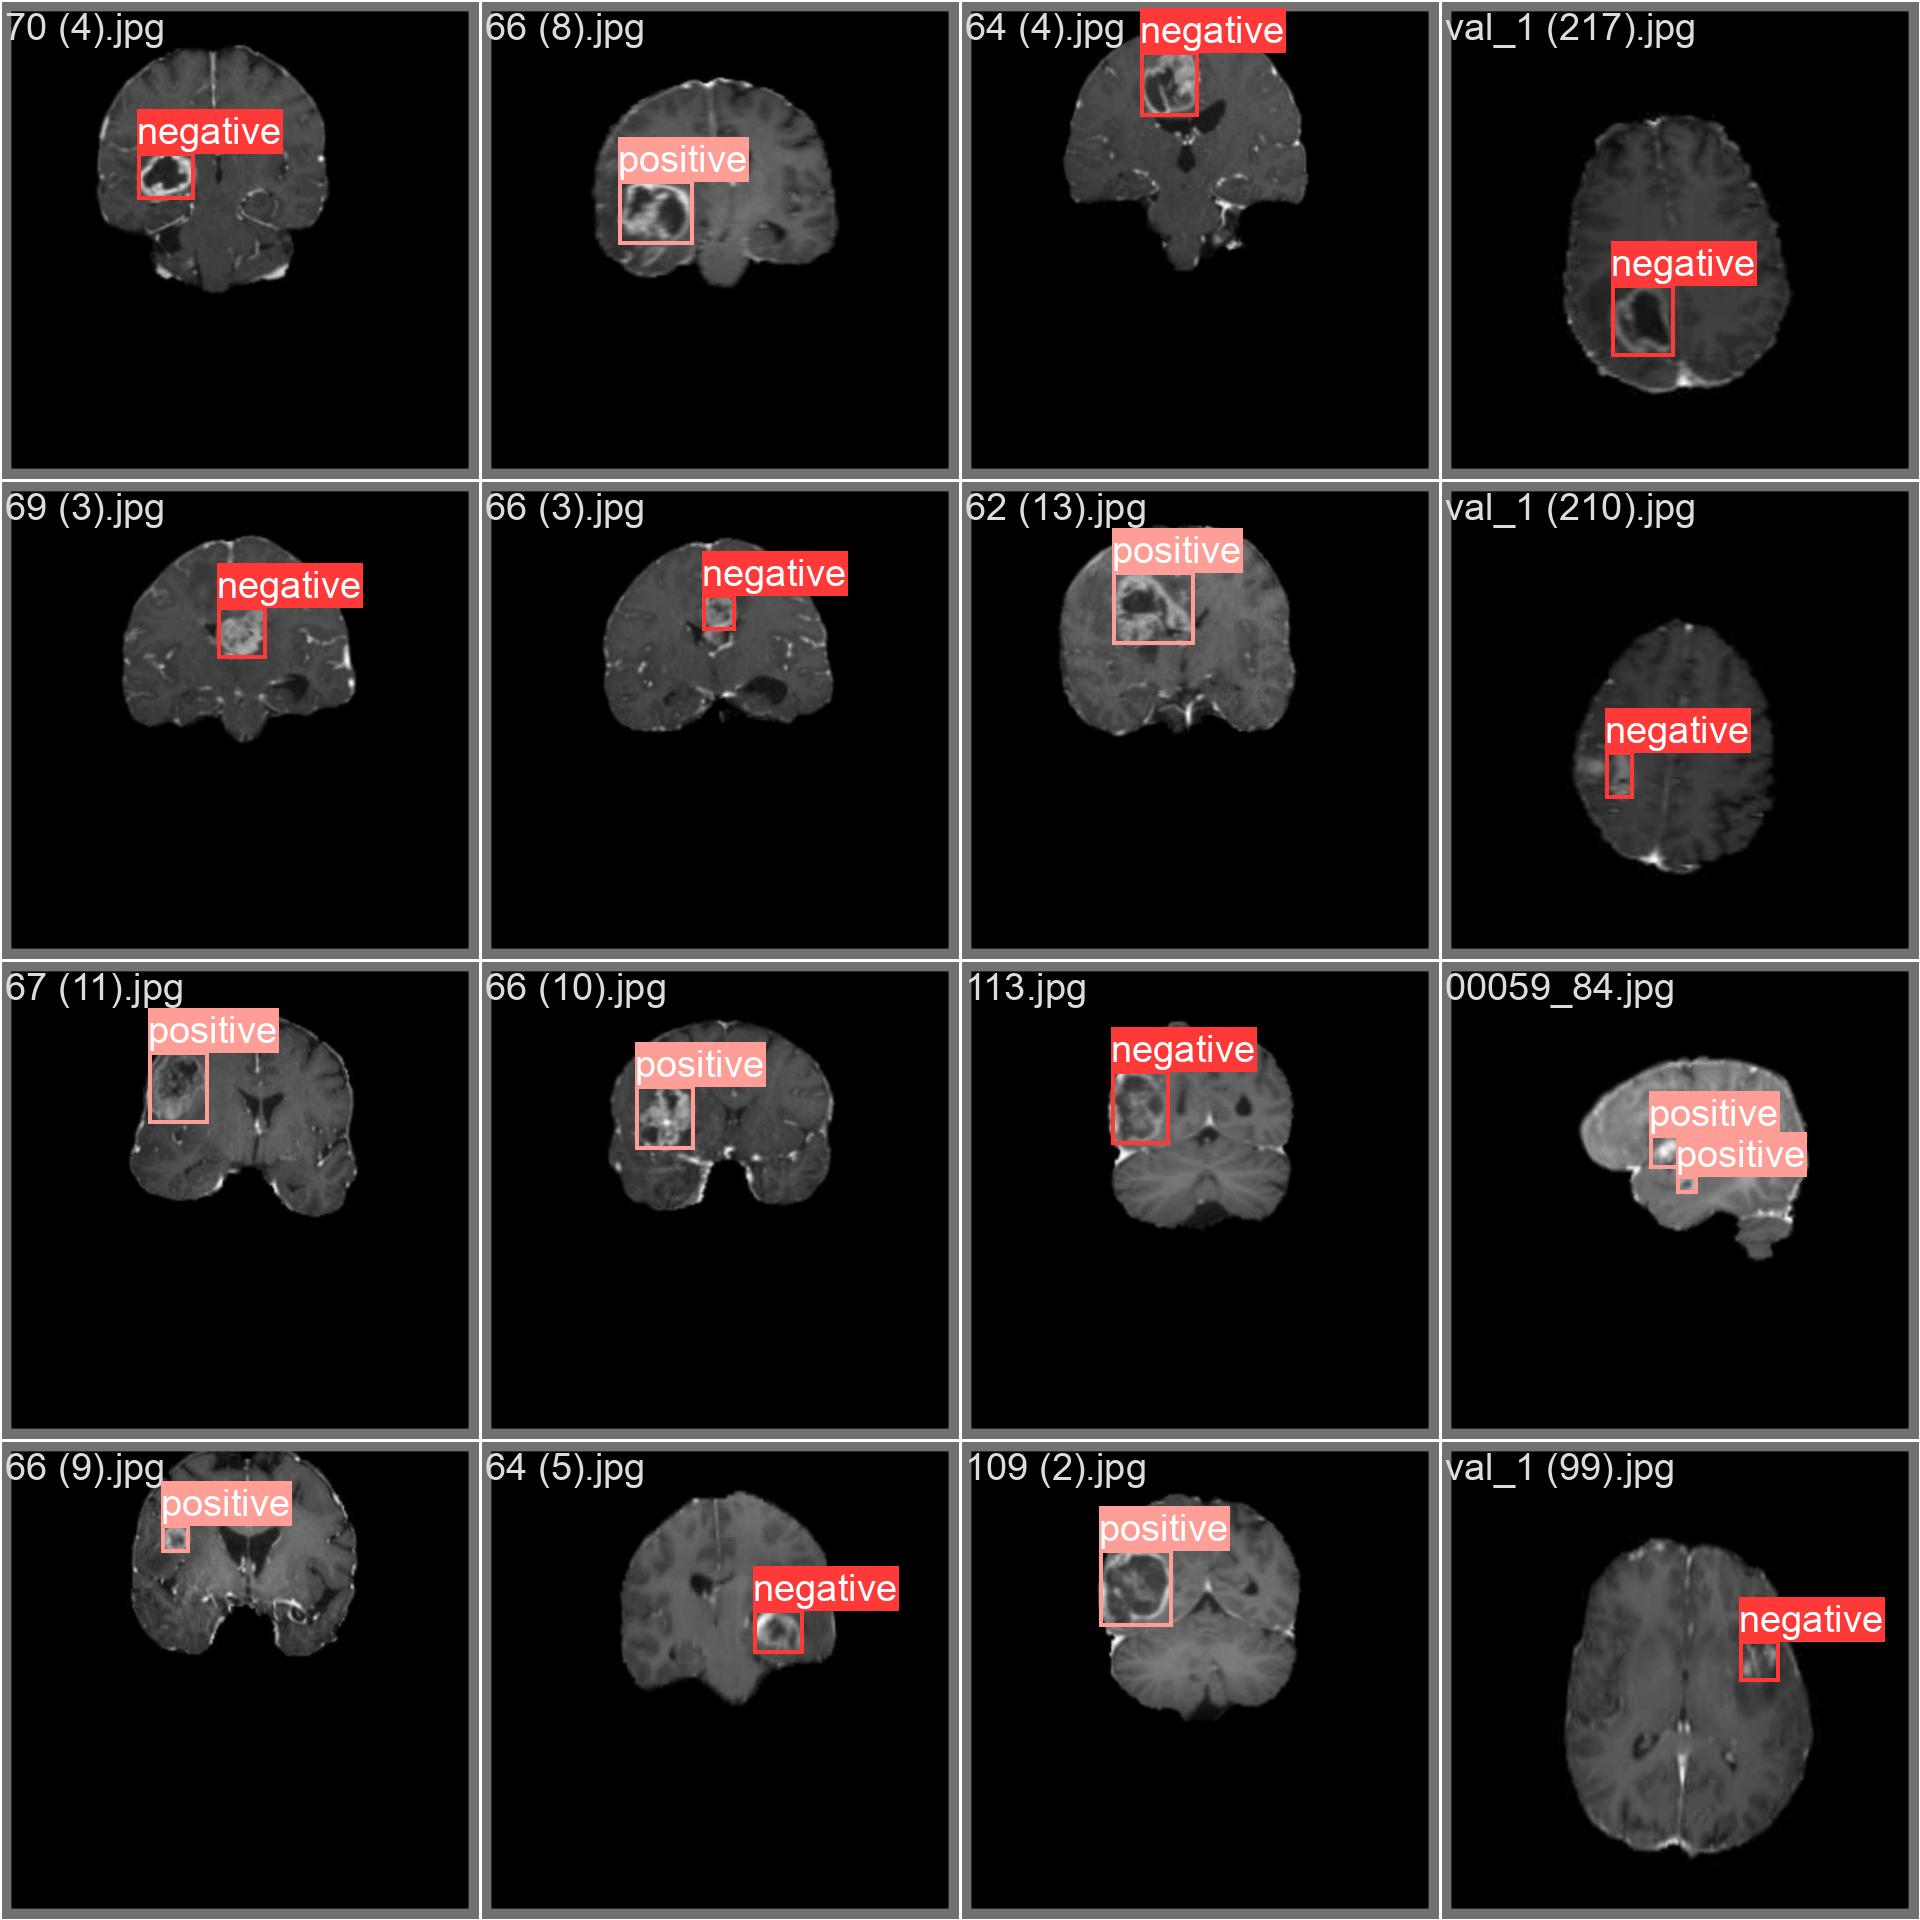 70 (4).jpg
negative
66 (8).jpg
positive
64 (4).jpg
negative
val_1 (217).jpg
negative
69 (3).jpg
negative
66 (3).jpg
negative
62 (13).jpg
positive
val_1 (210).jpg
negative
67 (11).jpg
positive
66 (10).jpg
positive
113.jpg
negative
00059_84.jpg
positive
positive
66 (9).jpg
positive
64 (5).jpg
negative
109 (2).jpg
positive
val_1 (99).jpg
negative